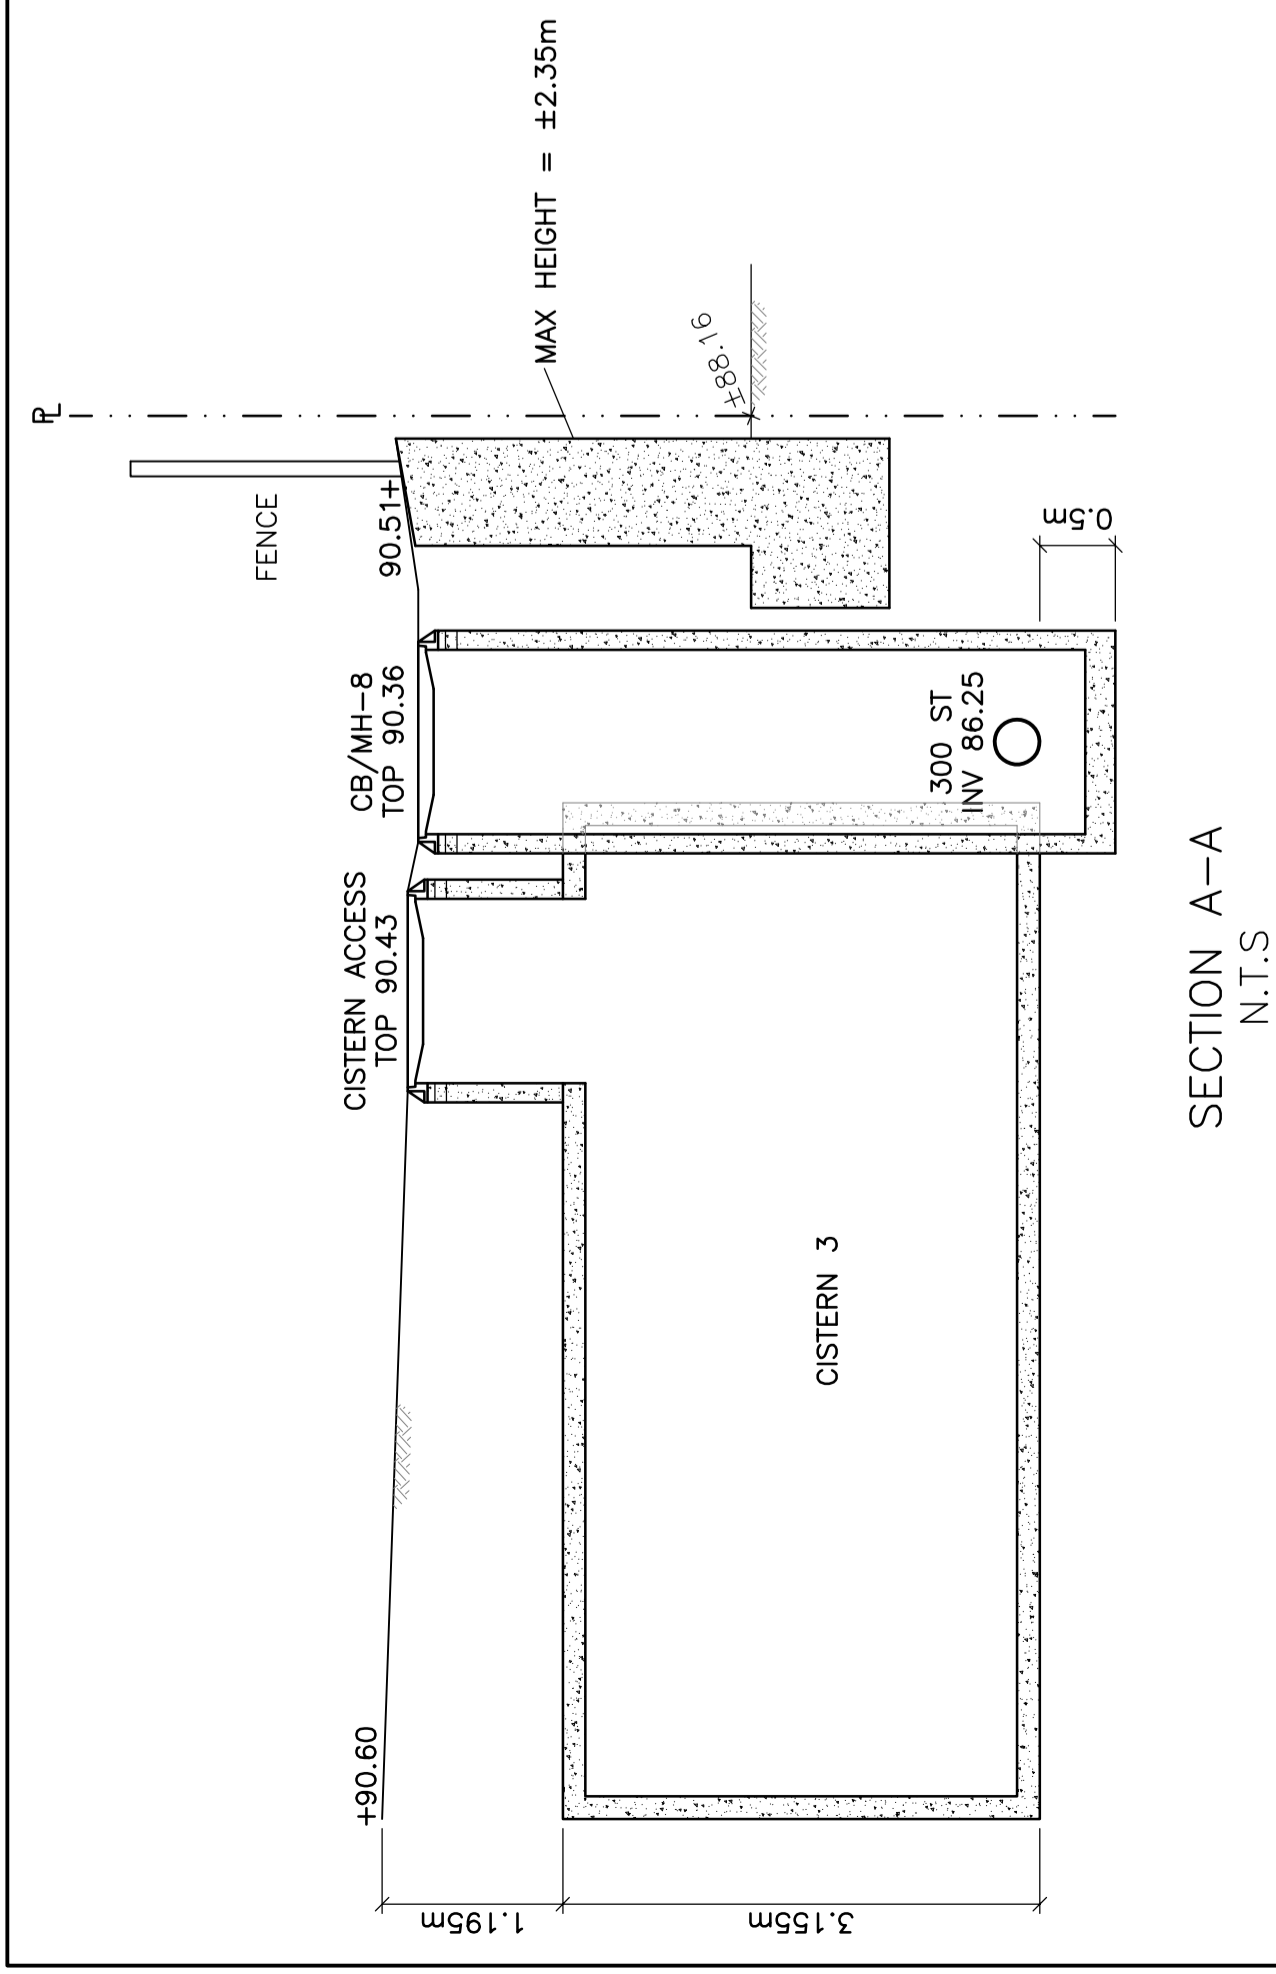 PL
FENCE
90.51+
MAX HEIGHT = ±2.35m
±88.16
CB/MH-8
TOP 90.36
CISTERN ACCESS
TOP 90.43
+90.60
300 ST
INV 86.25
0.5m
CISTERN 3
1.195m
3.155m
SECTION A-A
N.T.S